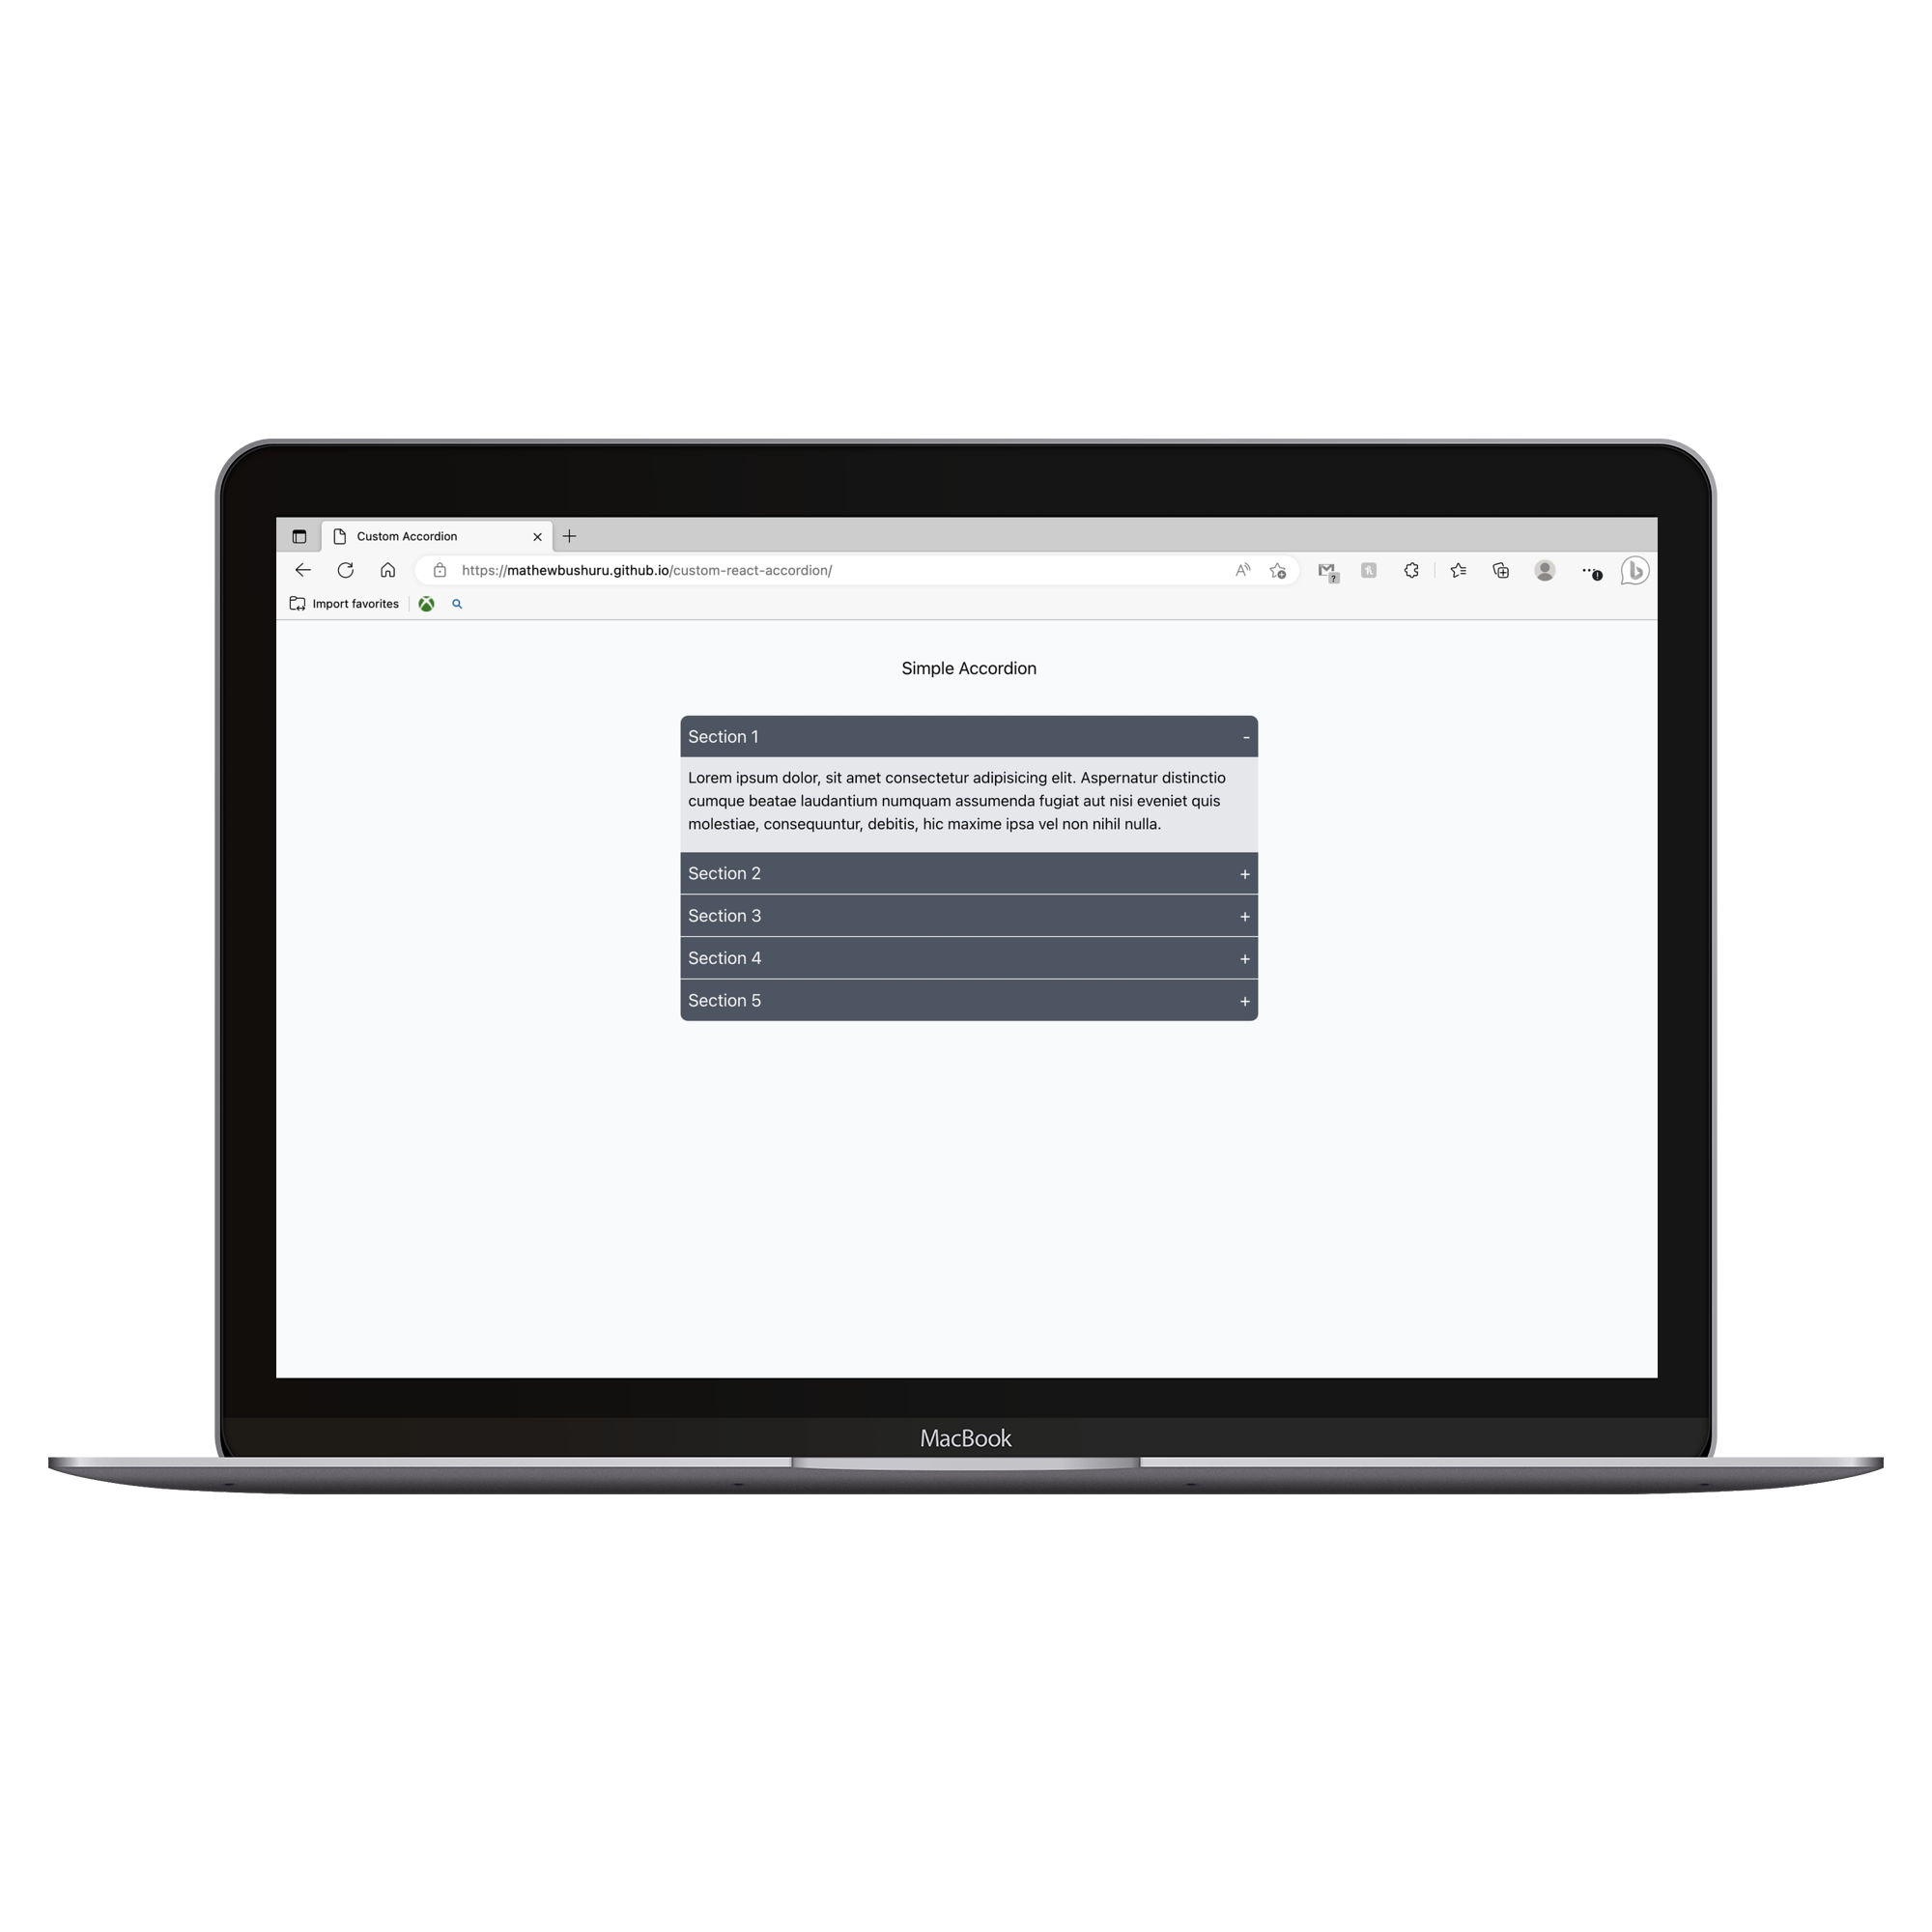 Custom Accordion
https://mathewbushuru.github.io/custom-react-accordion/
Import favorites
Simple Accordion
Section 1 -
Lorem ipsum dolor, sit amet consectetur adipisicing elit. Aspernatur distinctio
cumque beatae laudantium numquam assumenda fugiat aut nisi eveniet quis
molestiae, consequuntur, debitis, hic maxime ipsa vel non nihil nulla.
Section 2 +
Section 3 +
Section 4 +
Section 5 +
MacBook